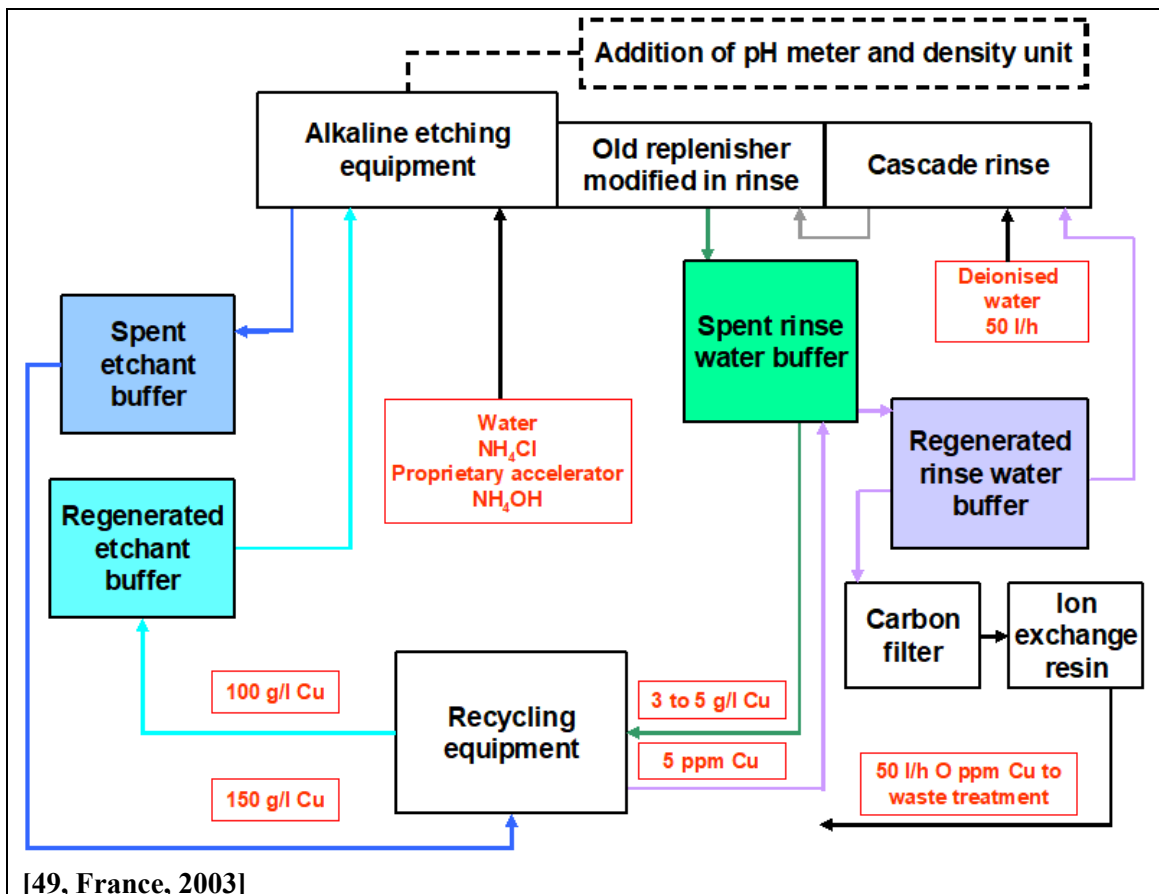 Addition of pH meter and density unit
Alkaline etching
equipment
Old replenisher
modified in rinse
Cascade rinse
Deionised
water
50 l/h
Spent
etchant
buffer
Spent rinse
water buffer
Water
NH₄Cl
Proprietary accelerator
NH₄OH
Regenerated
rinse water
buffer
Regenerated
etchant
buffer
Carbon
filter
Ion
exchange
resin
100 g/l Cu
3 to 5 g/l Cu
Recycling
equipment
5 ppm Cu
150 g/l Cu
50 l/h O ppm Cu to
waste treatment
[49, France, 2003]